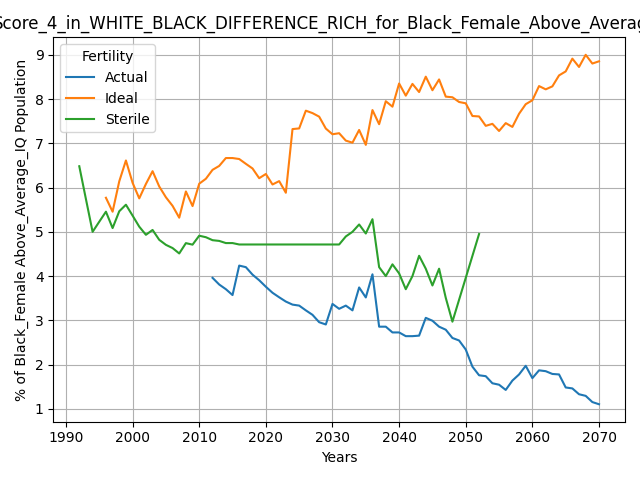 Score_4_in_WHITE_BLACK_DIFFERENCE_RICH_for_Black_Female_Above_Averag
Fertility
Actual
Ideal
Sterile
% of Black_Female Above_Average_IQ Population
9
8
7
6
5
4
3
2
1
1990 2000 2010 2020 2030 2040 2050 2060 2070
Years